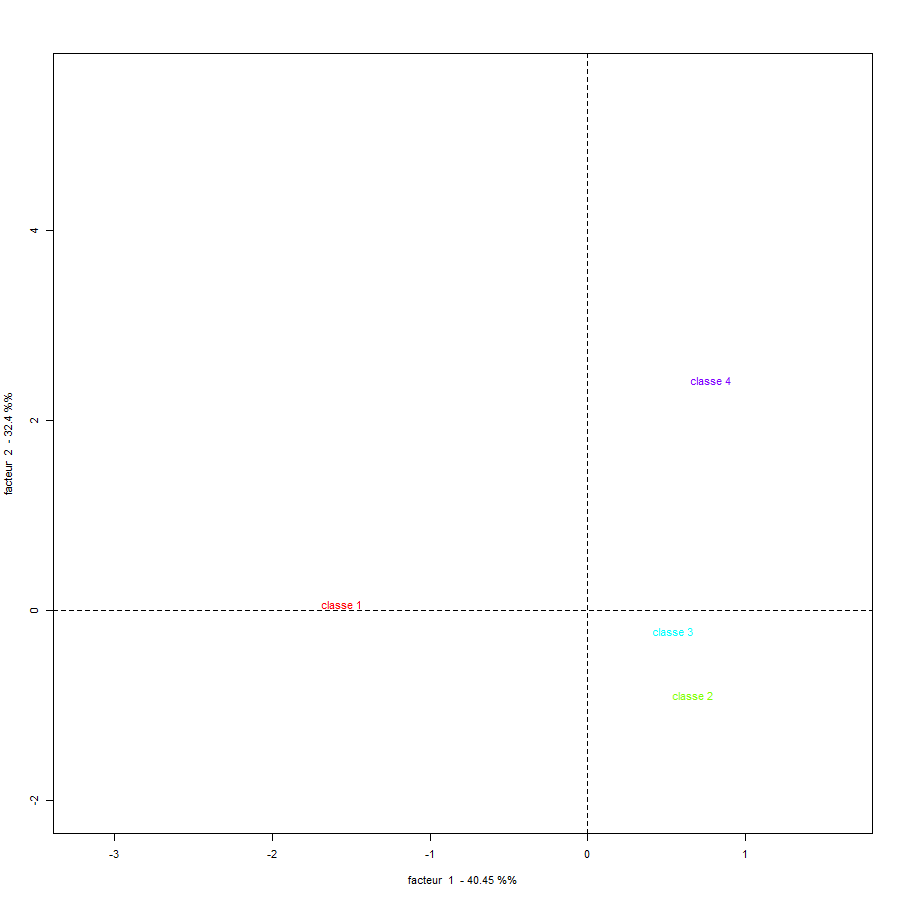 4
2
0
-2
facteur 2 - 32.4 %%
classe 4
classe 1
classe 3
classe 2
-3 -2 -1 0 1
facteur 1 - 40.45 %%